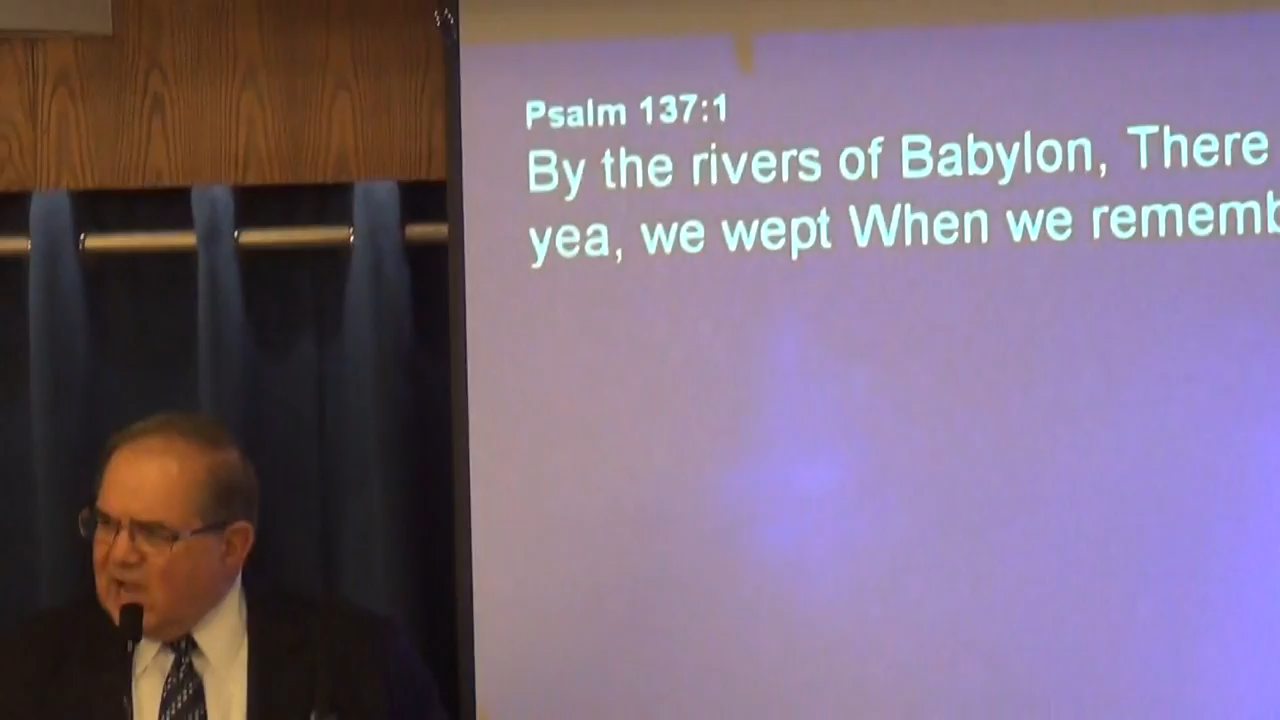 Psalm 137:1
By the rivers of Babylon, There
yea, we wept When we rememb